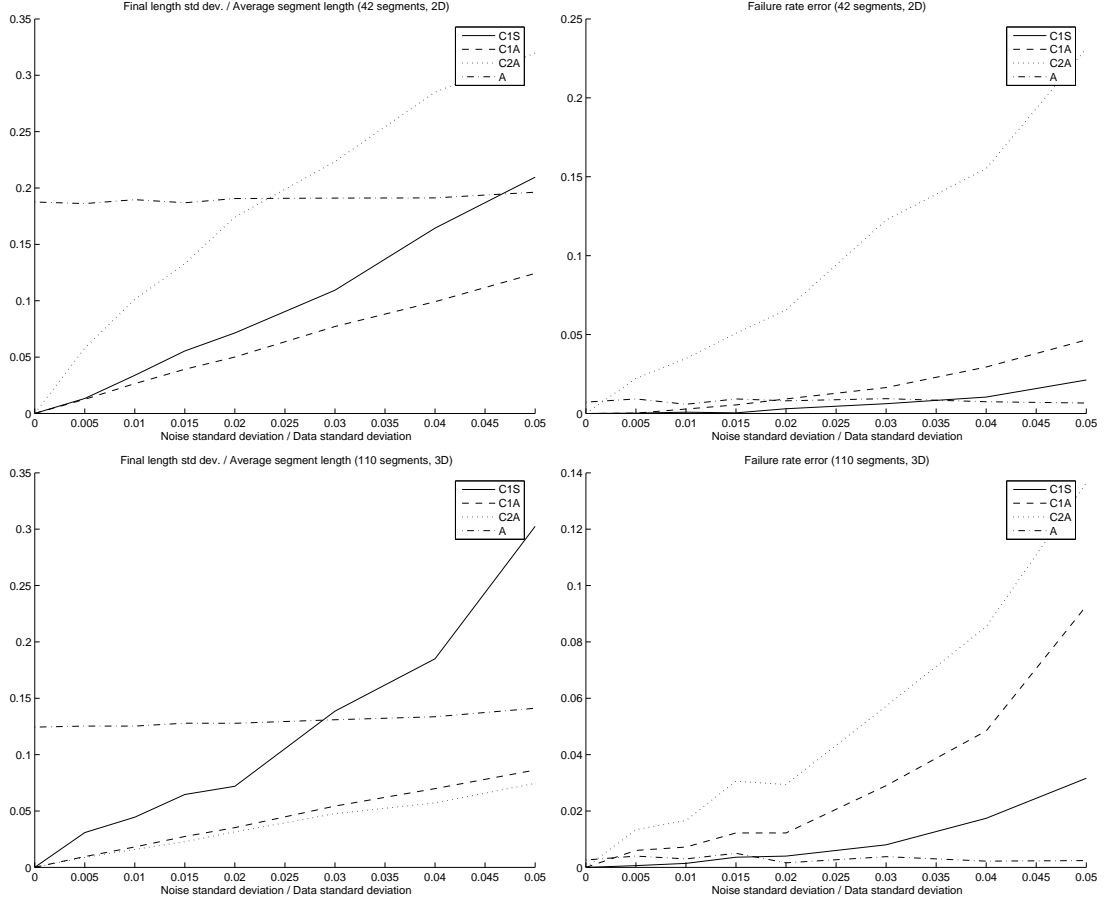 Final length std dev. / Average segment length (42 segments, 2D)
0.35
0.3
0.25
0.2
0.15
0.1
0.05
0
0 0.005 0.01 0.015 0.02 0.025 0.03 0.035 0.04 0.045 0.05
Noise standard deviation / Data standard deviation
C1S
C1A
C2A
A
Failure rate error (42 segments, 2D)
0.25
0.2
0.15
0.1
0.05
0
0 0.005 0.01 0.015 0.02 0.025 0.03 0.035 0.04 0.045 0.05
Noise standard deviation / Data standard deviation
C1S
C1A
C2A
A
Final length std dev. / Average segment length (110 segments, 3D)
0.35
0.3
0.25
0.2
0.15
0.1
0.05
0
0 0.005 0.01 0.015 0.02 0.025 0.03 0.035 0.04 0.045 0.05
Noise standard deviation / Data standard deviation
C1S
C1A
C2A
A
Failure rate error (110 segments, 3D)
0.14
0.12
0.1
0.08
0.06
0.04
0.02
0
0 0.005 0.01 0.015 0.02 0.025 0.03 0.035 0.04 0.045 0.05
Noise standard deviation / Data standard deviation
C1S
C1A
C2A
A